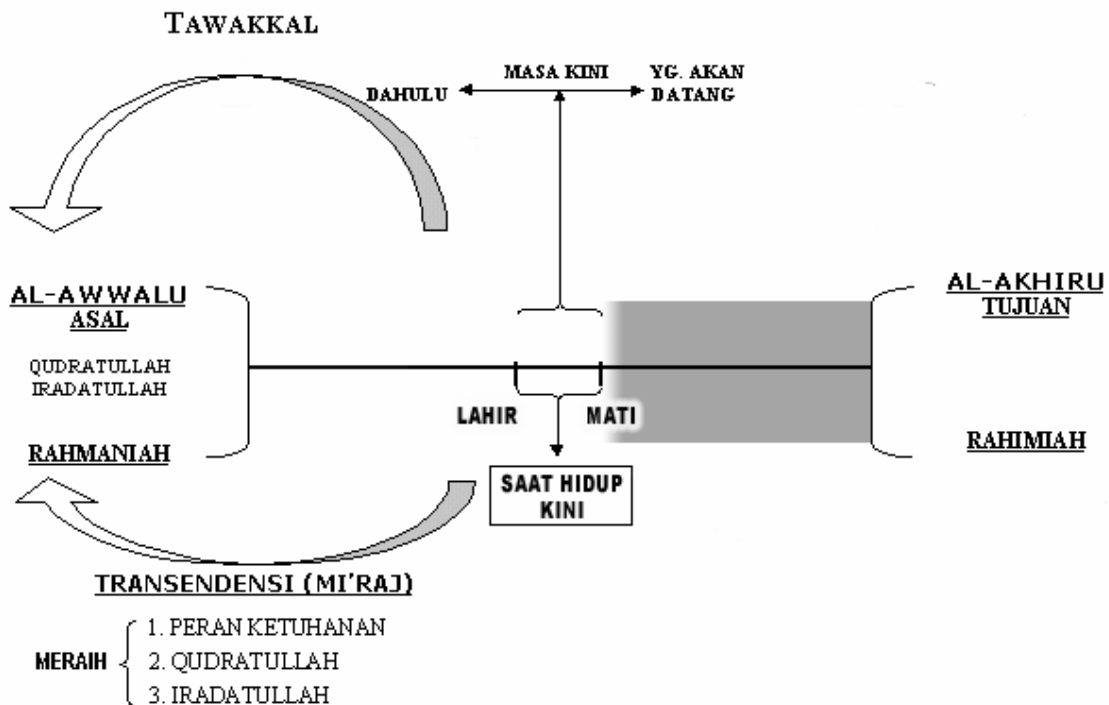 TAWAKKAL
MASA KINI
DAHULU
YG. AKAN
DATANG
AL-AWWALU
ASAL
QUDRATULLAH
IRADATULLAH
RAHMANIAH
AL-AKHIRU
TUJUAN
RAHIMIAH
LAHIR
MATI
SAAT HIDUP
KINI
TRANSENDENSI (MI'RAJ)
MERAIH
1. PERAN KETUHANAN
2. QUDRATULLAH
3. IRADATULLAH